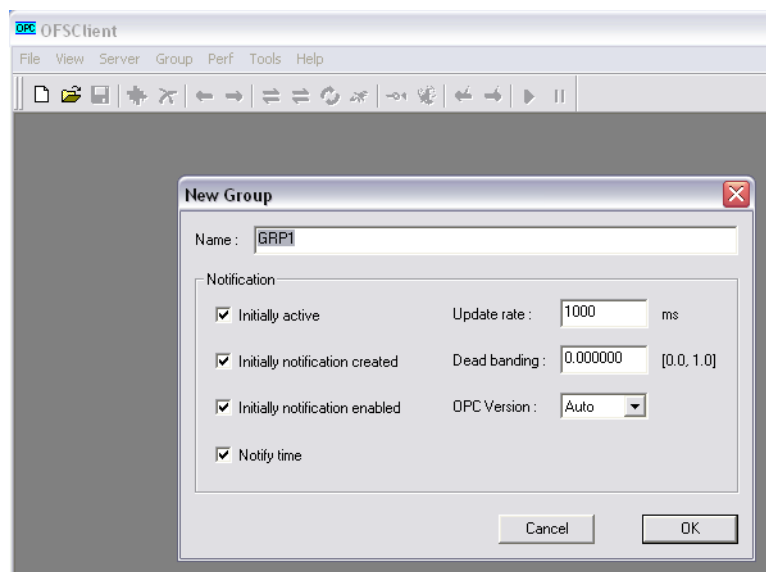 OPC OFSClient
File View Server Group Perf Tools Help
New Group
Name : GRP1
Notification
Initially active Update rate : 1000 ms
Initially notification created Dead banding : 0.000000 [0.0, 1.0]
Initially notification enabled OPC Version : Auto
Notify time
Cancel OK